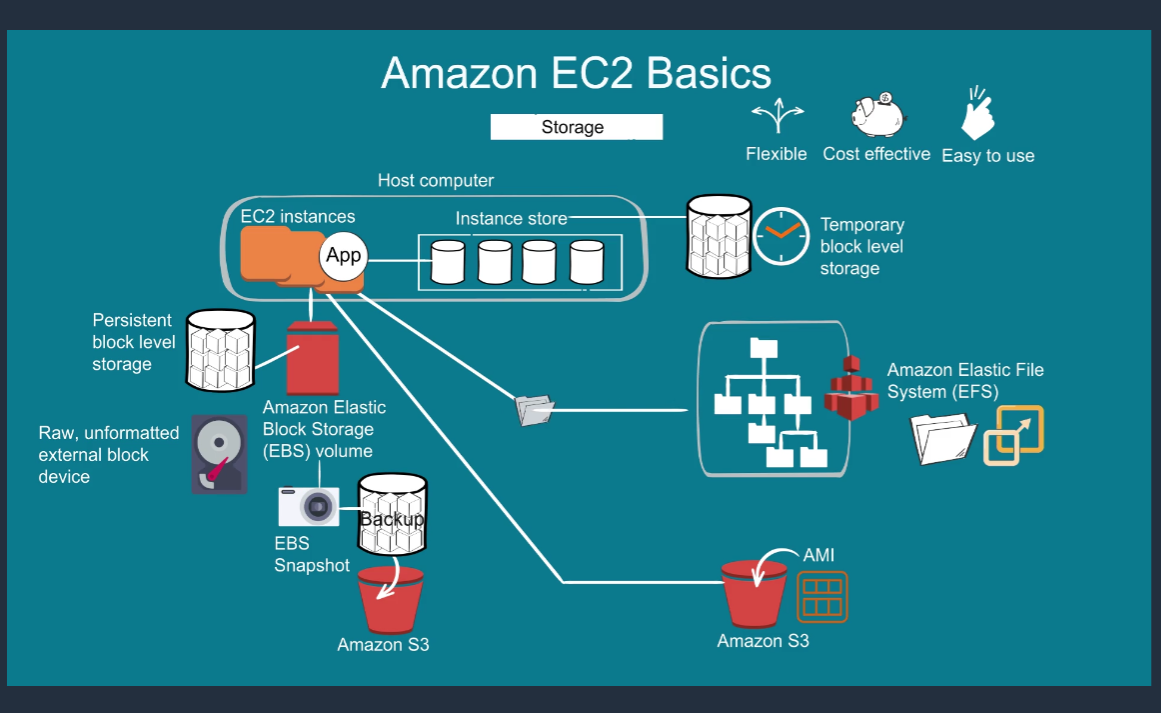 Amazon EC2 Basics
Storage
Flexible
Cost effective
Easy to use
Host computer
EC2 instances
App
Instance store
Temporary
block level
storage
Persistent
block level
storage
Amazon Elastic
Block Storage
(EBS) volume
Raw, unformatted
external block
device
Amazon Elastic File
System (EFS)
Backup
EBS
Snapshot
Amazon S3
AMI
Amazon S3